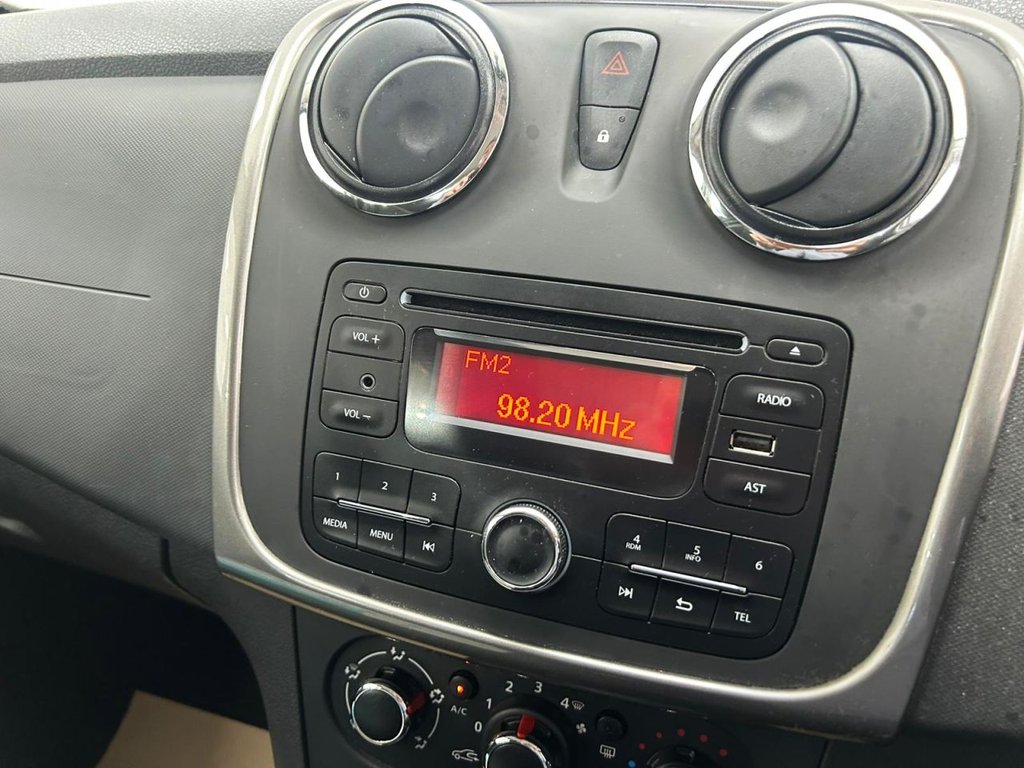 VOL +
FM2
98.20 MHz
RADIO
VOL −
AST
1
2
3
MEDIA
MENU
4
RDM
5
INFO
6
TEL
A/C
0
1
2
3
4